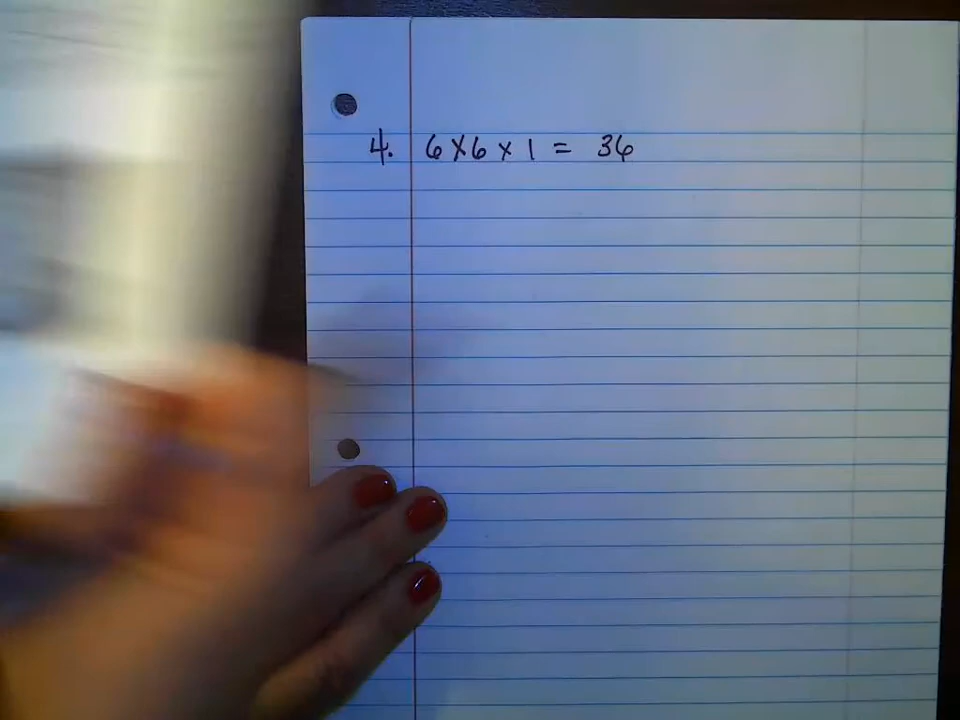 4. 6 x 6 x 1 = 36